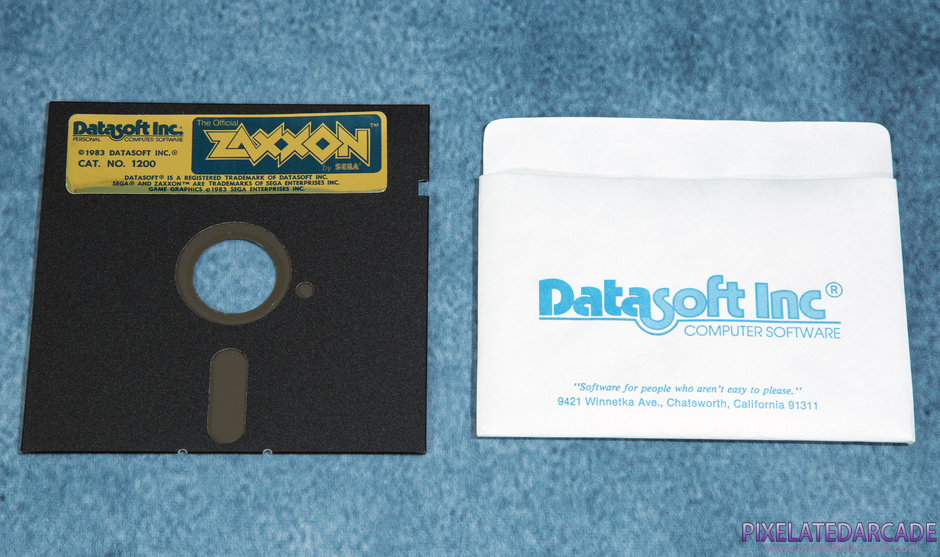 Datasoft Inc.
PERSONAL COMPUTER SOFTWARE
©1983 DATASOFT INC.®
CAT. NO. 1200
The Official
ZAXXON™
by SEGA®
DATASOFT® IS A REGISTERED TRADEMARK OF DATASOFT INC.
SEGA® AND ZAXXON™ ARE TRADEMARKS OF SEGA ENTERPRISES INC.
GAME GRAPHICS ©1983 SEGA ENTERPRISES INC.
Datasoft Inc®
COMPUTER SOFTWARE
"Software for people who aren't easy to please."
9421 Winnetka Ave., Chatsworth, California 91311
PIXELATEDARCADE